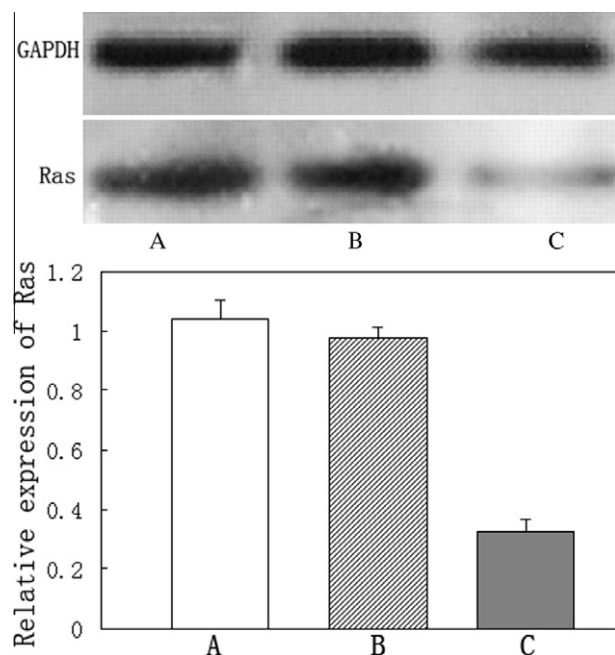 GAPDH
Ras
A B C
Relative expression of Ras
1.2
1
0.8
0.6
0.4
0.2
0
A B C